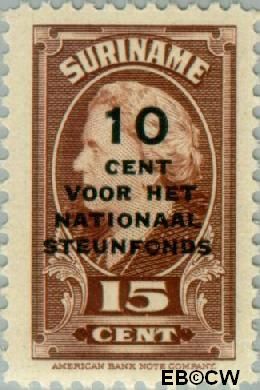 SURINAME
10
CENT
VOOR HET
NATIONAAL
STEUNFONDS
15
CENT
AMERICAN BANK NOTE COMPANY.
EB©CW